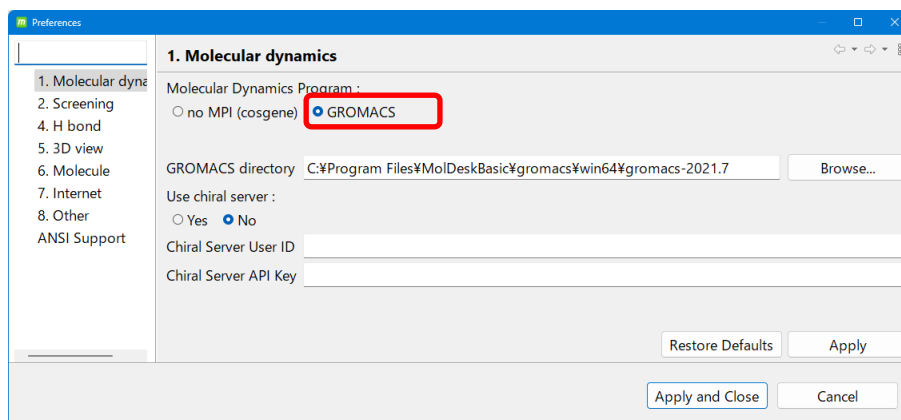 Preferences
1. Molecular dyna
2. Screening
4. H bond
5. 3D view
6. Molecule
7. Internet
8. Other
ANSI Support
1. Molecular dynamics
Molecular Dynamics Program :
no MPI (cosgene) GROMACS
GROMACS directory C:¥Program Files¥MolDeskBasic¥gromacs¥win64¥gromacs-2021.7 Browse...
Use chiral server :
Yes No
Chiral Server User ID
Chiral Server API Key
Restore Defaults Apply
Apply and Close Cancel